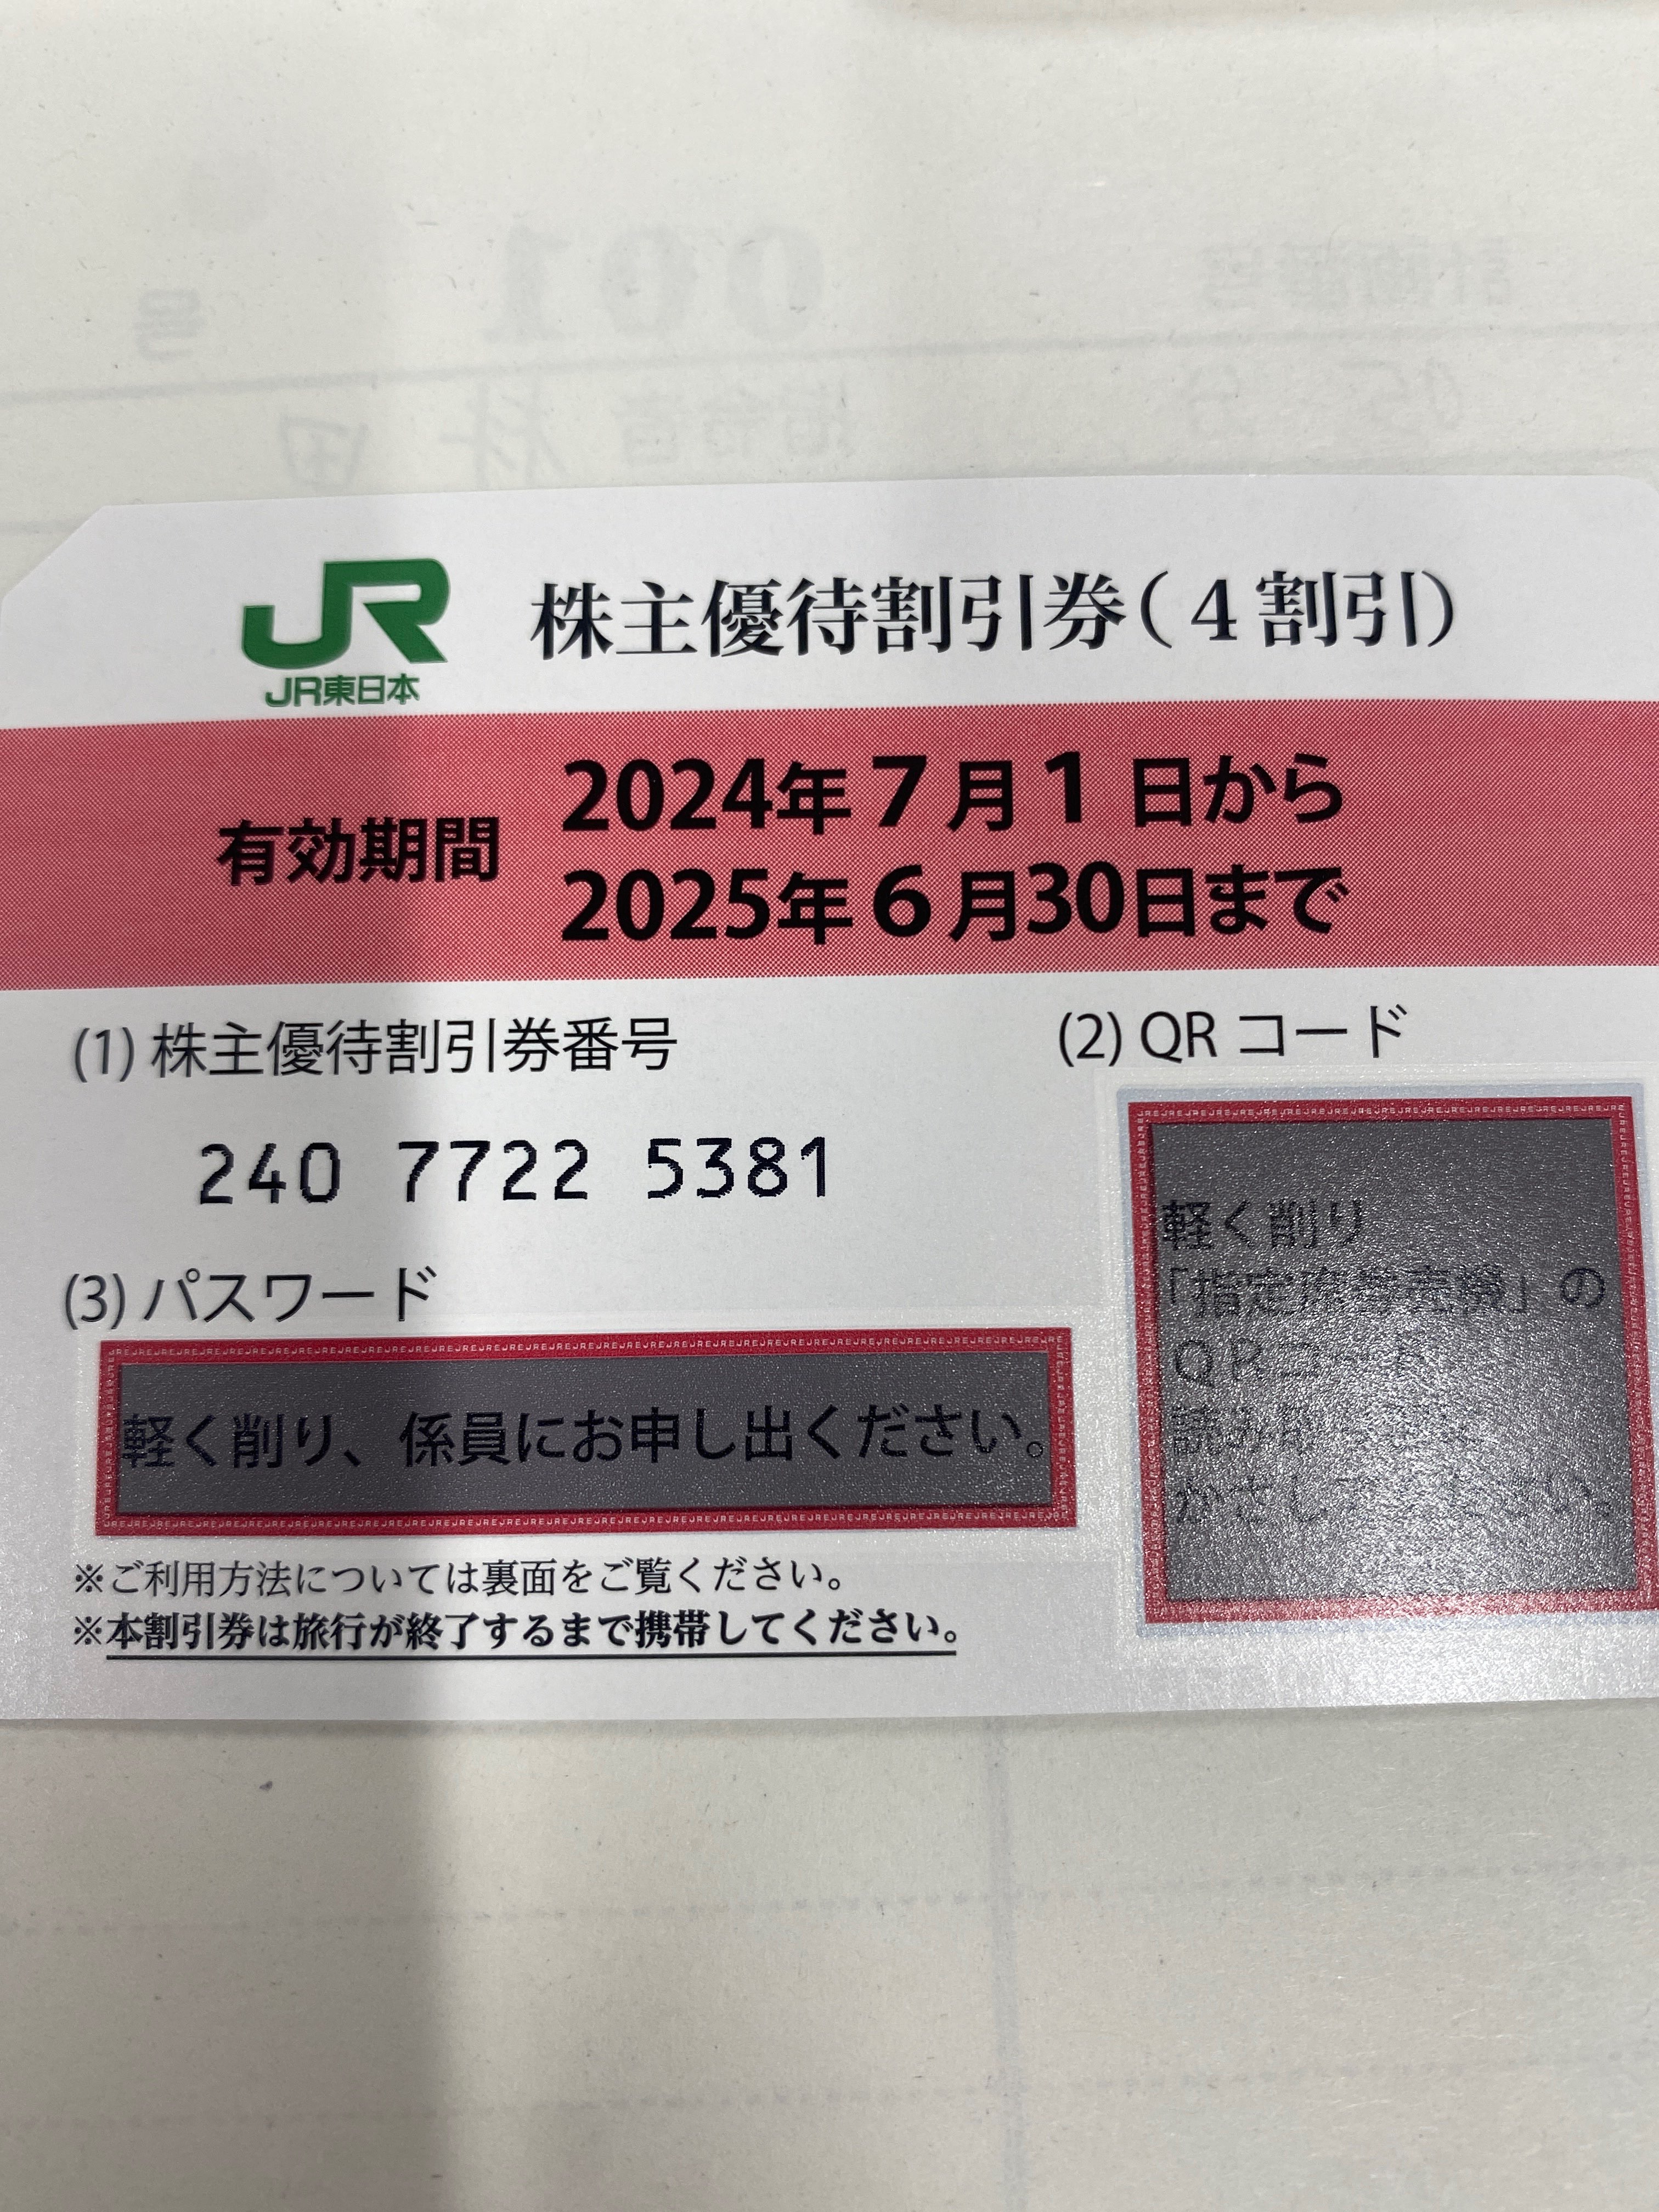 JR
JR東日本
株主優待割引券(4割引)
有効期間
2024年7月1日から
2025年6月30日まで
(1) 株主優待割引券番号
240 7722 5381
(2) QR コード
軽く削り
「指定席券売機」の
QRコード
読み取
かざして
(3) パスワード
軽く削り、係員にお申し出ください。
※ご利用方法については裏面をご覧ください。
※本割引券は旅行が終了するまで携帯してください。